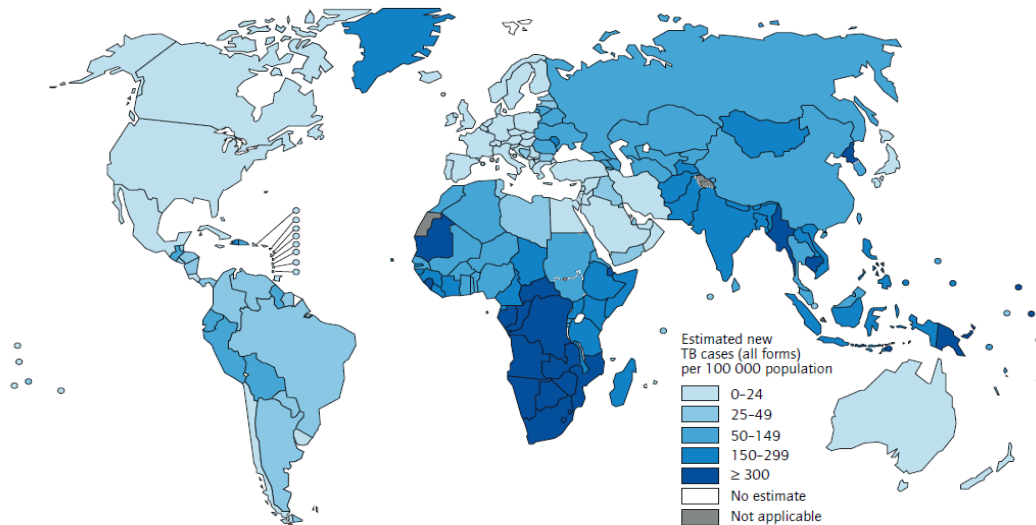 Estimated new
TB cases (all forms)
per 100 000 population
0–24
25–49
50–149
150–299
≥ 300
No estimate
Not applicable